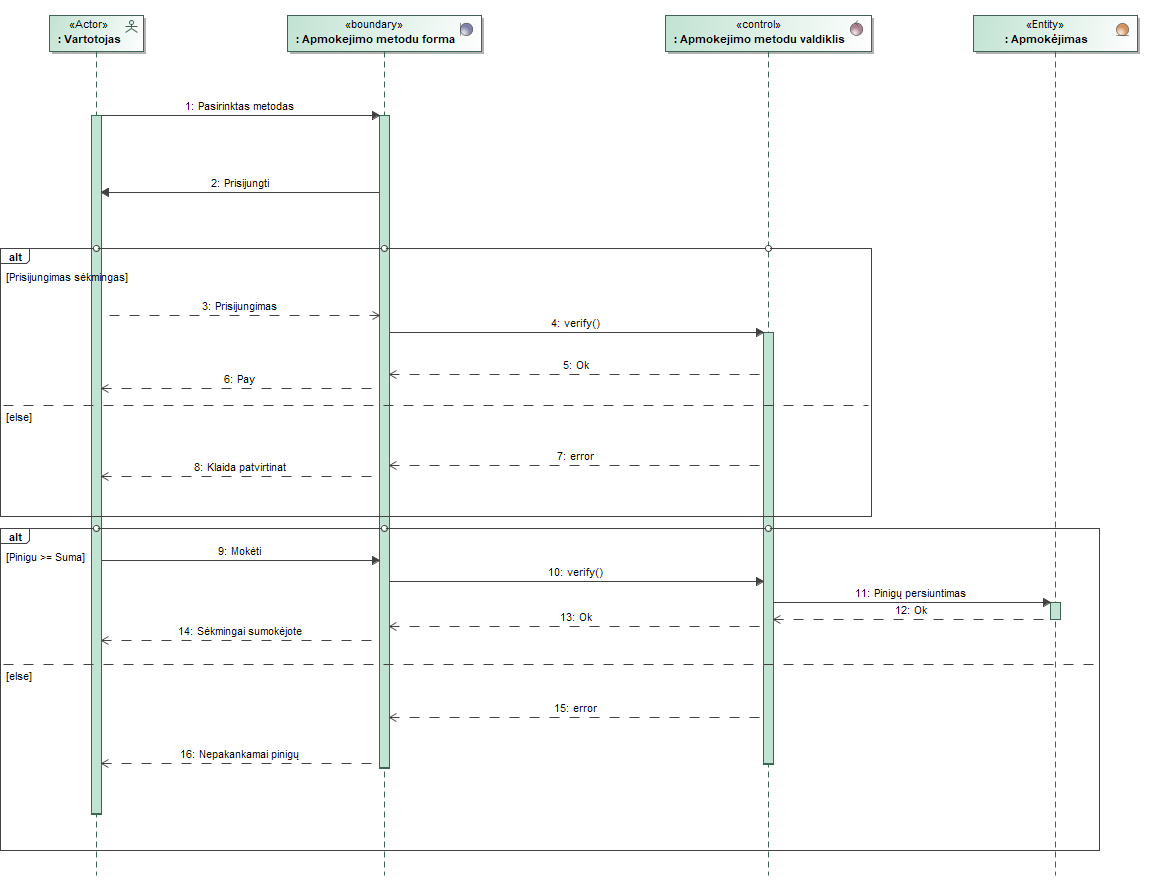 «Actor»
: Vartotojas
«boundary»
: Apmokejimo metodu forma
«control»
: Apmokejimo metodu valdiklis
«Entity»
: Apmokėjimas
1: Pasirinktas metodas
2: Prisijungti
alt
[Prisijungimas sėkmingas]
3: Prisijungimas
4: verify()
5: Ok
6: Pay
[else]
7: error
8: Klaida patvirtinat
alt
[Pinigu >= Suma]
9: Mokėti
10: verify()
11: Pinigų persiuntimas
12: Ok
13: Ok
14: Sėkmingai sumokėjote
[else]
15: error
16: Nepakankamai pinigų